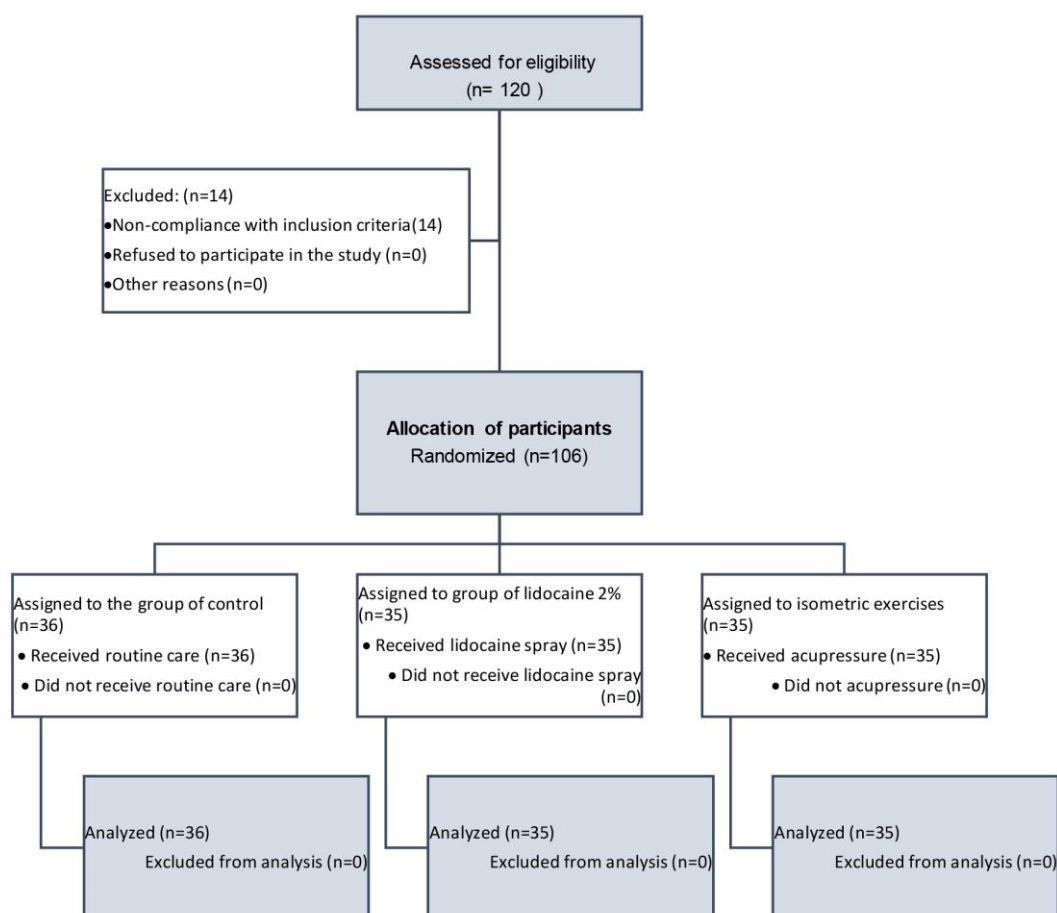 Assessed for eligibility
(n= 120 )
Excluded: (n=14)
●Non-compliance with inclusion criteria(14)
●Refused to participate in the study (n=0)
●Other reasons (n=0)
Allocation of participants
Randomized (n=106)
Assigned to the group of control
(n=36)
● Received routine care (n=36)
● Did not receive routine care (n=0)
Assigned to group of lidocaine 2%
(n=35)
● Received lidocaine spray (n=35)
● Did not receive lidocaine spray
(n=0)
Assigned to isometric exercises
(n=35)
● Received acupressure (n=35)
● Did not acupressure (n=0)
Analyzed (n=36)
Excluded from analysis (n=0)
Analyzed (n=35)
Excluded from analysis (n=0)
Analyzed (n=35)
Excluded from analysis (n=0)